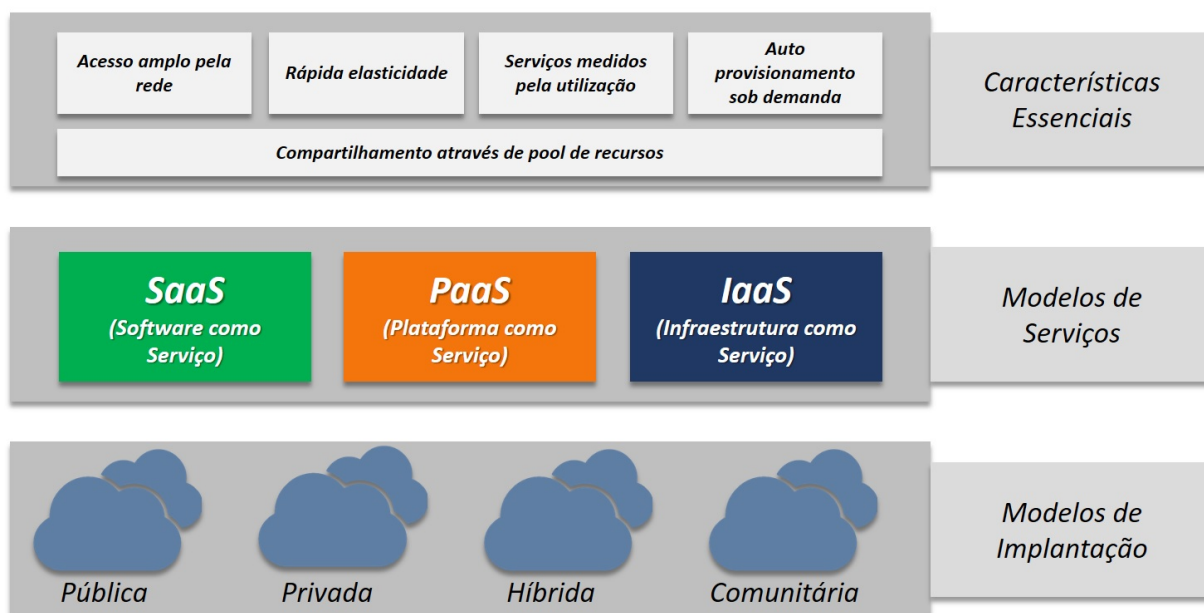 Acesso amplo pela
rede
Rápida elasticidade
Serviços medidos
pela utilização
Auto
provisionamento
sob demanda
Compartilhamento através de pool de recursos
Características
Essenciais
SaaS
(Software como
Serviço)
PaaS
(Plataforma como
Serviço)
IaaS
(Infraestrutura como
Serviço)
Modelos de
Serviços
Pública
Privada
Híbrida
Comunitária
Modelos de
Implantação